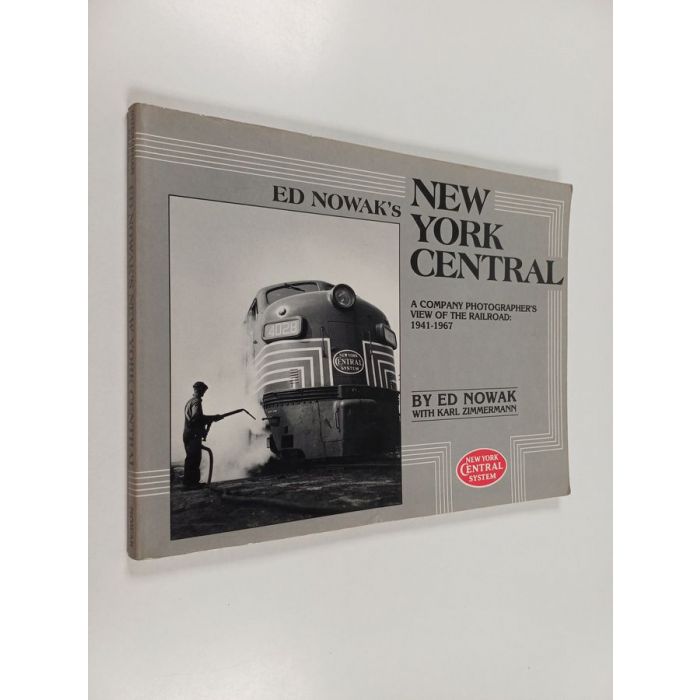 ED NOWAK'S
NEW
YORK
CENTRAL
A COMPANY PHOTOGRAPHER'S
VIEW OF THE RAILROAD:
1941-1967
BY ED NOWAK
WITH KARL ZIMMERMANN
NEW YORK
CENTRAL
SYSTEM
4028
NEW YORK
CENTRAL
SYSTEM
ED NOWAK'S NEW YORK CENTRAL
NOWAK